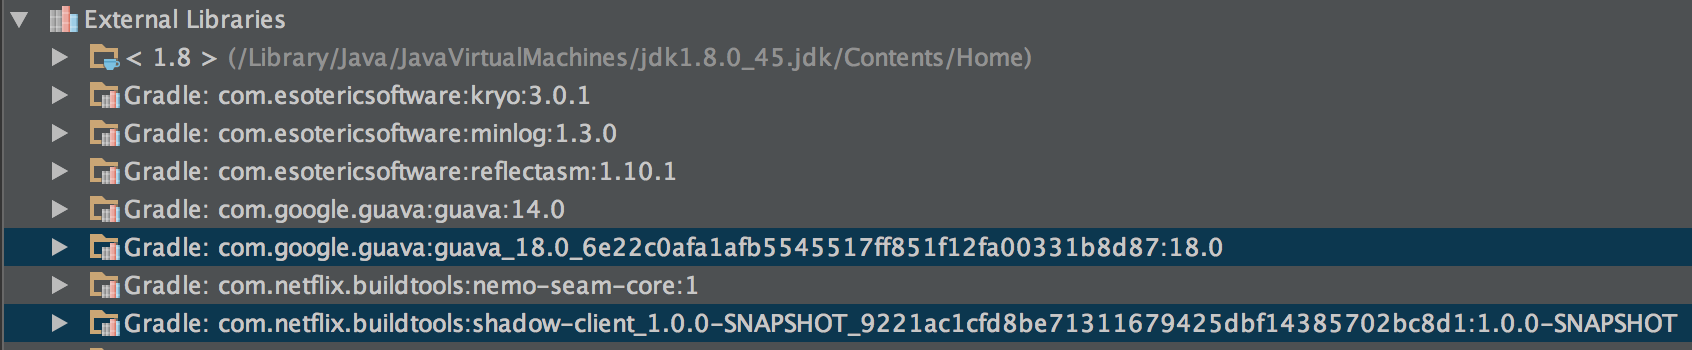 External Libraries
< 1.8 > (/Library/Java/JavaVirtualMachines/jdk1.8.0_45.jdk/Contents/Home)
Gradle: com.esotericsoftware:kryo:3.0.1
Gradle: com.esotericsoftware:minlog:1.3.0
Gradle: com.esotericsoftware:reflectasm:1.10.1
Gradle: com.google.guava:guava:14.0
Gradle: com.google.guava:guava_18.0_6e22c0afa1afb5545517ff851f12fa00331b8d87:18.0
Gradle: com.netflix.buildtools:nemo-seam-core:1
Gradle: com.netflix.buildtools:shadow-client_1.0.0-SNAPSHOT_9221ac1cfd8be71311679425dbf14385702bc8d1:1.0.0-SNAPSHOT